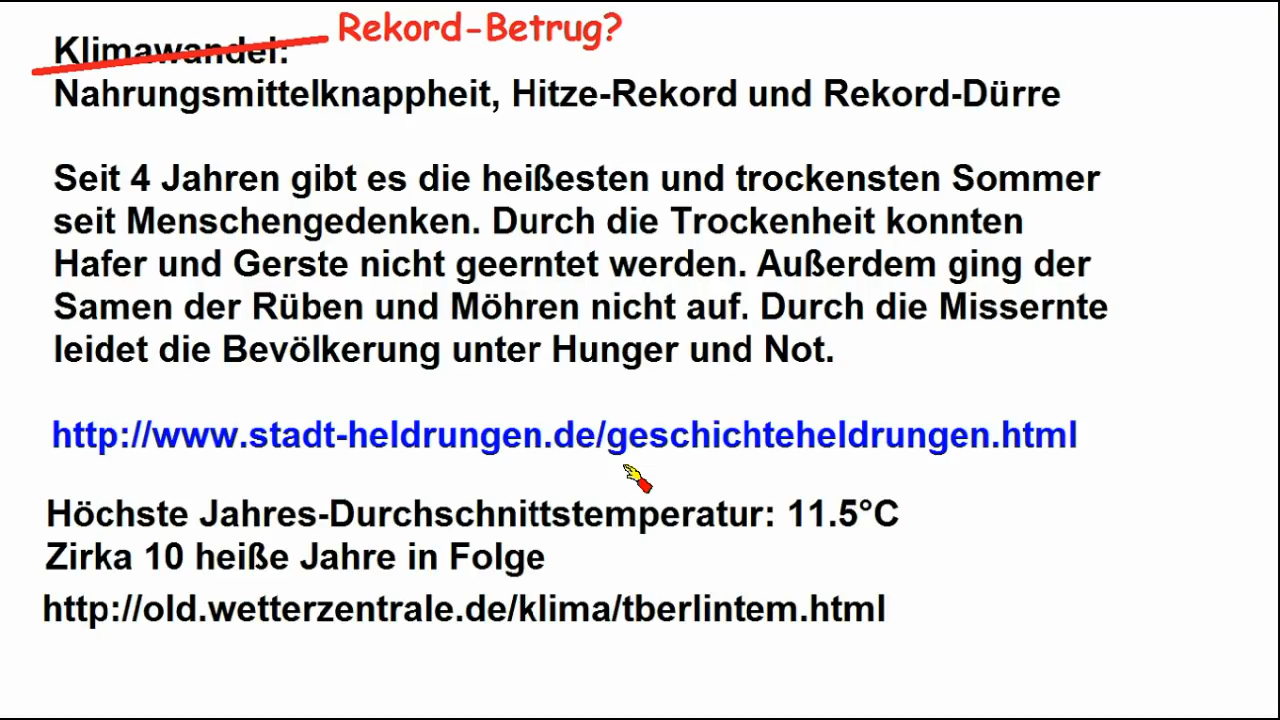 Rekord-Betrug?
Klimawandel:
Nahrungsmittelknappheit, Hitze-Rekord und Rekord-Dürre
Seit 4 Jahren gibt es die heißesten und trockensten Sommer
seit Menschengedenken. Durch die Trockenheit konnten
Hafer und Gerste nicht geerntet werden. Außerdem ging der
Samen der Rüben und Möhren nicht auf. Durch die Missernte
leidet die Bevölkerung unter Hunger und Not.
http://www.stadt-heldrungen.de/geschichteheldrungen.html
Höchste Jahres-Durchschnittstemperatur: 11.5°C
Zirka 10 heiße Jahre in Folge
http://old.wetterzentrale.de/klima/tberlintem.html